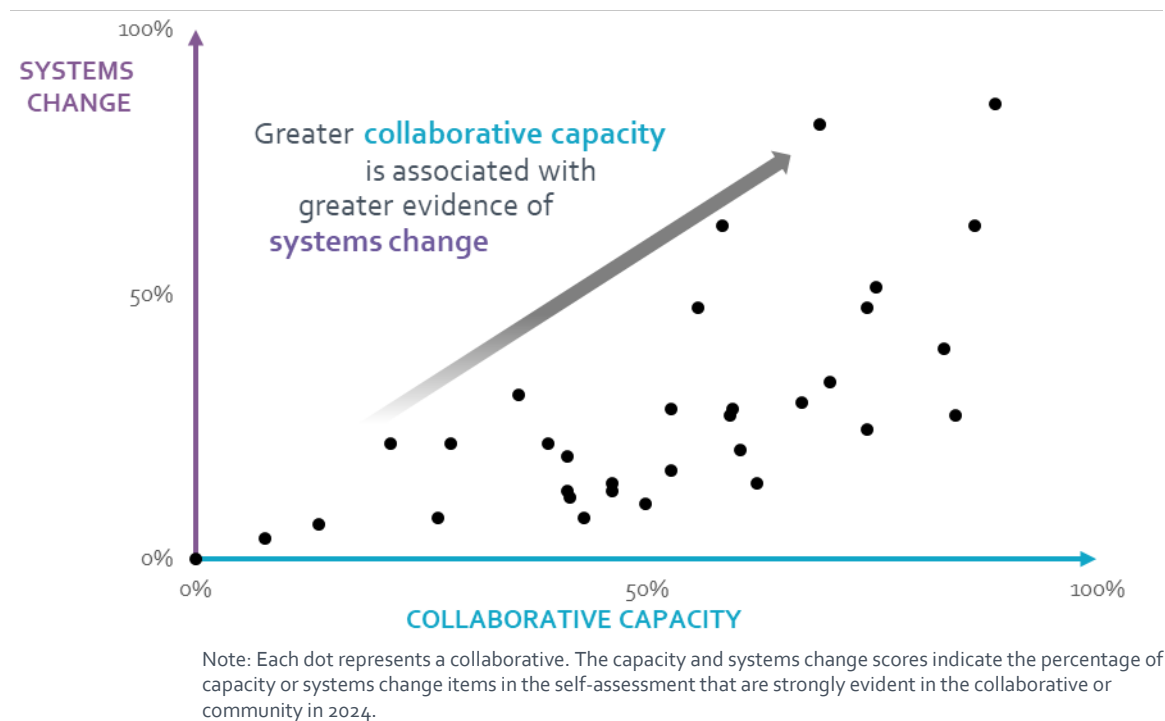 100%
SYSTEMS
CHANGE
Greater collaborative capacity
is associated with
greater evidence of
systems change
50%
0%
0%
50%
100%
COLLABORATIVE CAPACITY
Note: Each dot represents a collaborative. The capacity and systems change scores indicate the percentage of
capacity or systems change items in the self-assessment that are strongly evident in the collaborative or
community in 2024.